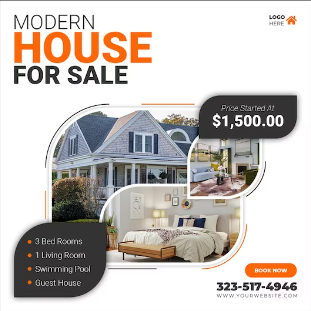 MODERN
HOUSE
FOR SALE
LOGO
HERE
Price Started At
$1,500.00
3 Bed Rooms
1 Living Room
Swimming Pool
Guest House
BOOK NOW
323-517-4946
WWW.YOURWEBSITE.COM